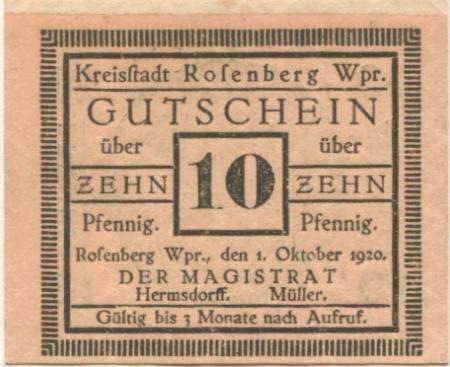 Kreisstadt Rosenberg Wpr.
GUTSCHEIN
über 10 über
ZEHN ZEHN
Pfennig. Pfennig.
Rosenberg Wpr., den 1. Oktober 1920.
DER MAGISTRAT
Hermsdorff. Müller.
Gültig bis 3 Monate nach Aufruf.